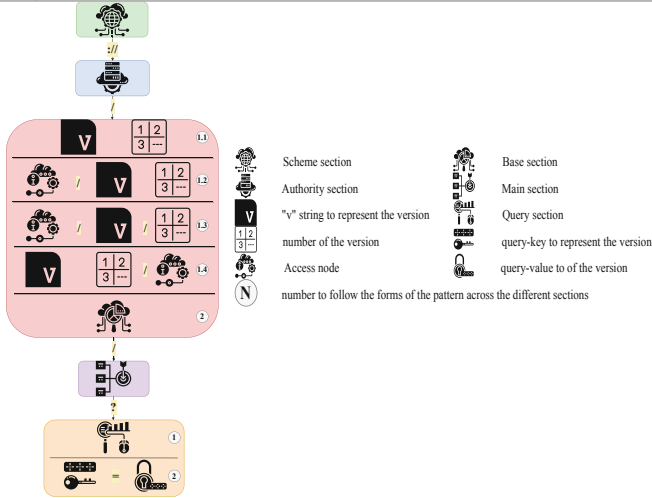 ://
/
V 1 2 3 --- 1.1
/ V 1 2 3 --- 1.2
/ V / 1 2 3 --- 1.3
V 1 2 3 --- / 1.4
2
/
?
1
= 2
Scheme section
Authority section
V "v" string to represent the version
1 2 3 --- number of the version
Access node
N number to follow the forms of the pattern across the different sections
Base section
Main section
Query section
query-key to represent the version
query-value to of the version